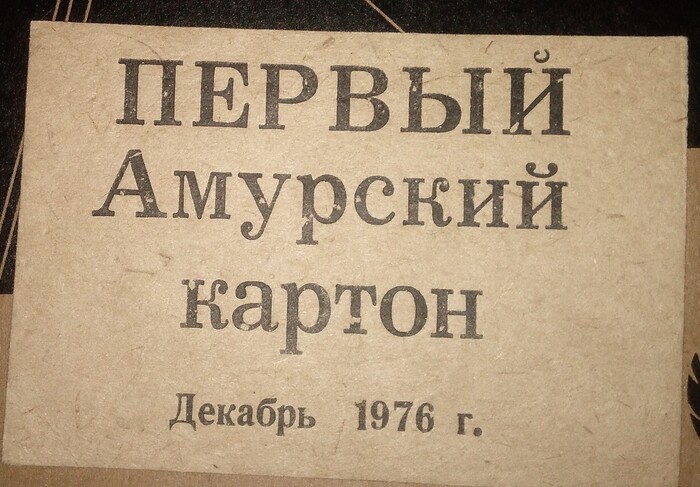 ПЕРВЫЙ
Амурский
картон
Декабрь 1976 г.